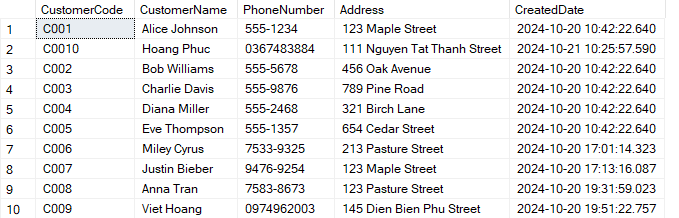 CustomerCode CustomerName PhoneNumber Address CreatedDate
1 C001 Alice Johnson 555-1234 123 Maple Street 2024-10-20 10:42:22.640
2 C0010 Hoang Phuc 0367483884 111 Nguyen Tat Thanh Street 2024-10-21 10:25:57.590
3 C002 Bob Williams 555-5678 456 Oak Avenue 2024-10-20 10:42:22.640
4 C003 Charlie Davis 555-9876 789 Pine Road 2024-10-20 10:42:22.640
5 C004 Diana Miller 555-2468 321 Birch Lane 2024-10-20 10:42:22.640
6 C005 Eve Thompson 555-1357 654 Cedar Street 2024-10-20 10:42:22.640
7 C006 Miley Cyrus 7533-9325 213 Pasture Street 2024-10-20 17:01:14.323
8 C007 Justin Bieber 9476-9254 123 Maple Street 2024-10-20 17:13:16.087
9 C008 Anna Tran 7583-8673 123 Pasture Street 2024-10-20 19:31:59.023
10 C009 Viet Hoang 0974962003 145 Dien Bien Phu Street 2024-10-20 19:51:22.757